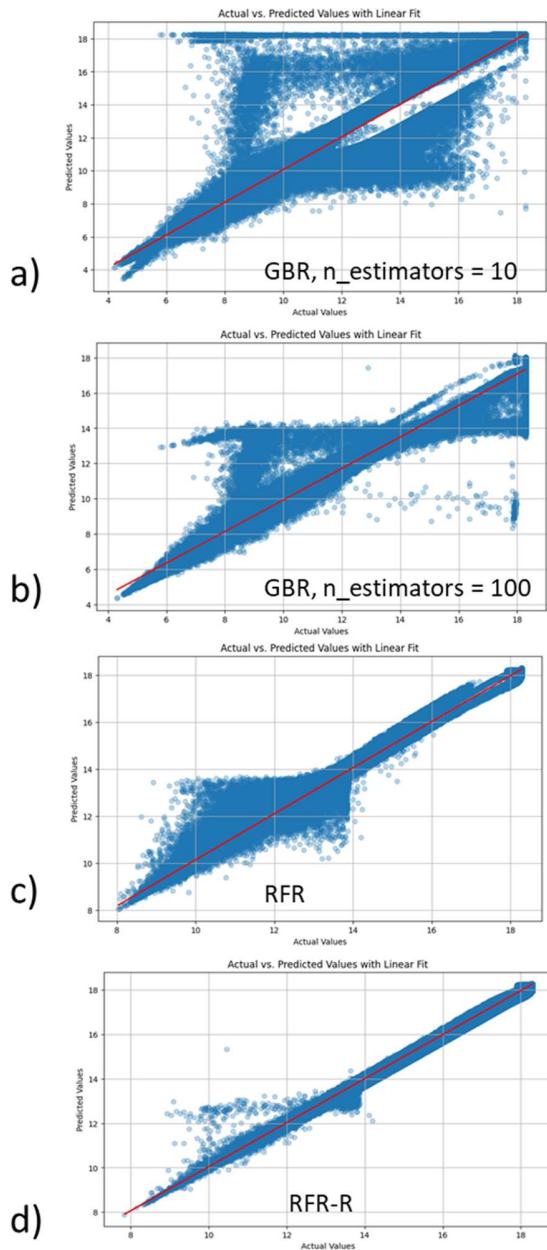 Actual vs. Predicted Values with Linear Fit
18
16
14
12
10
8
6
4
Predicted Values
4 6 8 10 12 14 16 18
Actual Values
a)
GBR, n_estimators = 10
Actual vs. Predicted Values with Linear Fit
18
16
14
12
10
8
6
4
Predicted Values
4 6 8 10 12 14 16 18
Actual Values
b)
GBR, n_estimators = 100
Actual vs. Predicted Values with Linear Fit
18
16
14
12
10
8
Predicted Values
8 10 12 14 16 18
Actual Values
c)
RFR
Actual vs. Predicted Values with Linear Fit
18
16
14
12
10
8
Predicted Values
8 10 12 14 16 18
Actual Values
d)
RFR-R